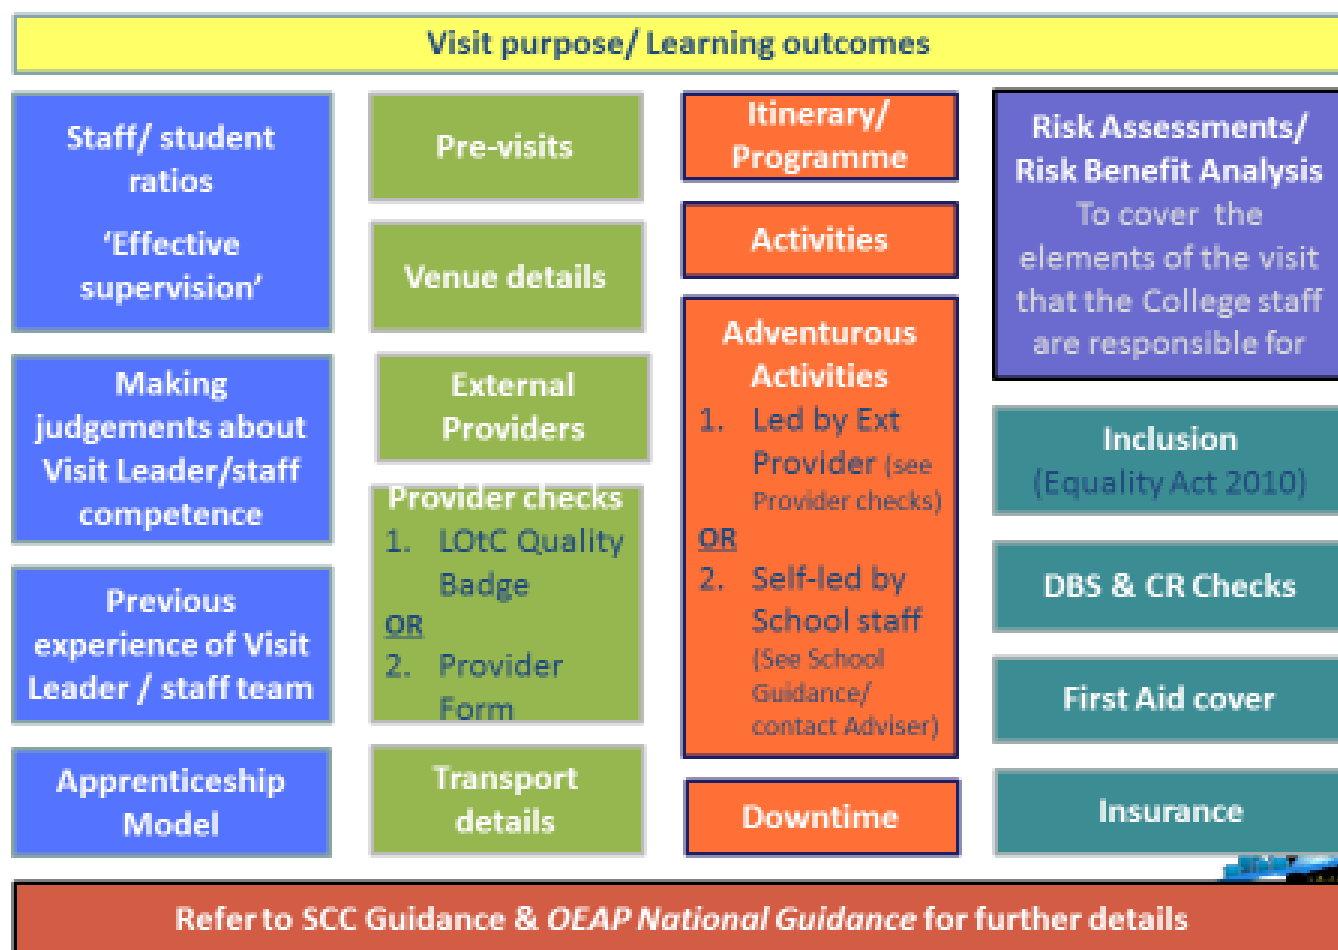 Visit purpose/ Learning outcomes
Staff/ student
ratios
‘Effective
supervision’
Making
judgements about
Visit Leader/staff
competence
Previous
experience of Visit
Leader / staff team
Apprenticeship
Model
Pre-visits
Venue details
External
Providers
Provider checks
1. LOtC Quality
Badge
OR
2. Provider
Form
Transport
details
Itinerary/
Programme
Activities
Adventurous
Activities
1. Led by Ext
Provider (see
Provider checks)
OR
2. Self-led by
School staff
(See School
Guidance/
contact Adviser)
Downtime
Risk Assessments/
Risk Benefit Analysis
To cover the
elements of the visit
that the College staff
are responsible for
Inclusion
(Equality Act 2010)
DBS & CR Checks
First Aid cover
Insurance
Refer to SCC Guidance & OEAP National Guidance for further details